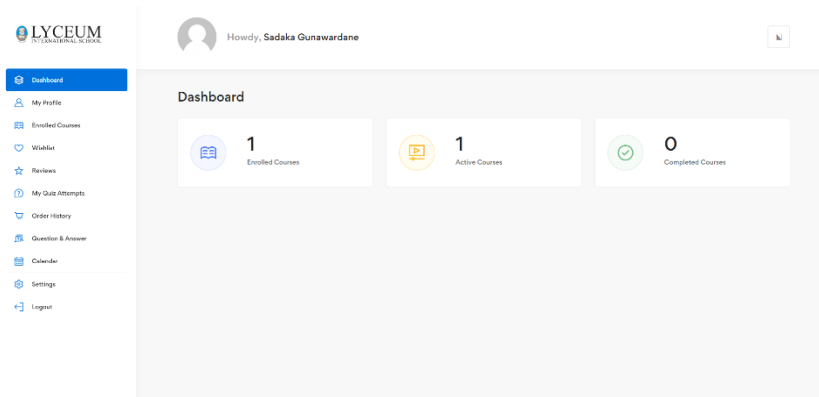 LYCEUM
INTERNATIONAL SCHOOL
Howdy, Sadaka Gunawardane
Dashboard
My Profile
Enrolled Courses
Wishlist
Reviews
My Quiz Attempts
Order History
Question & Answer
Calendar
Settings
Logout
Dashboard
1
Enrolled Courses
1
Active Courses
0
Completed Courses